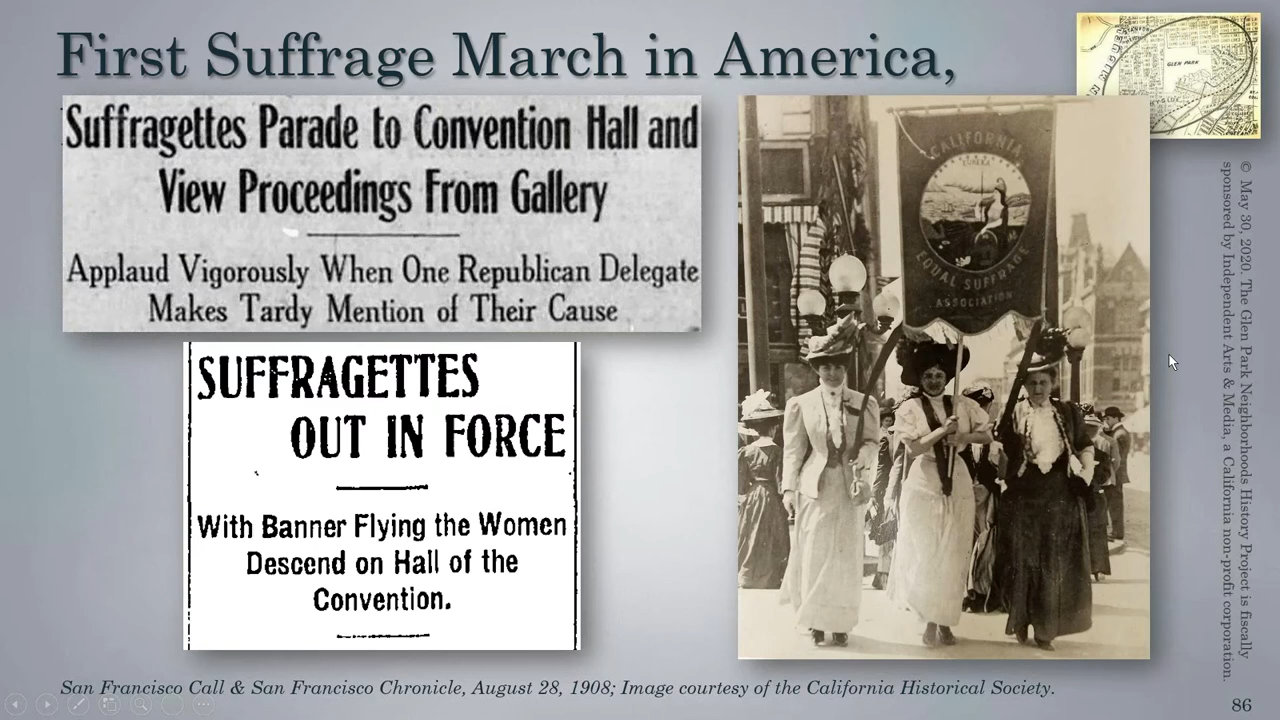 First Suffrage March in America,
Suffragettes Parade to Convention Hall and
View Proceedings From Gallery
Applaud Vigorously When One Republican Delegate
Makes Tardy Mention of Their Cause
SUFFRAGETTES
OUT IN FORCE
With Banner Flying the Women
Descend on Hall of the
Convention.
CALIFORNIA
EUREKA
EQUAL SUFFRAGE
ASSOCIATION
GLEN PARK
© May 30, 2020. The Glen Park Neighborhoods History Project is fiscally
sponsored by Independent Arts & Media, a California non-profit corporation.
San Francisco Call & San Francisco Chronicle, August 28, 1908; Image courtesy of the California Historical Society.
86